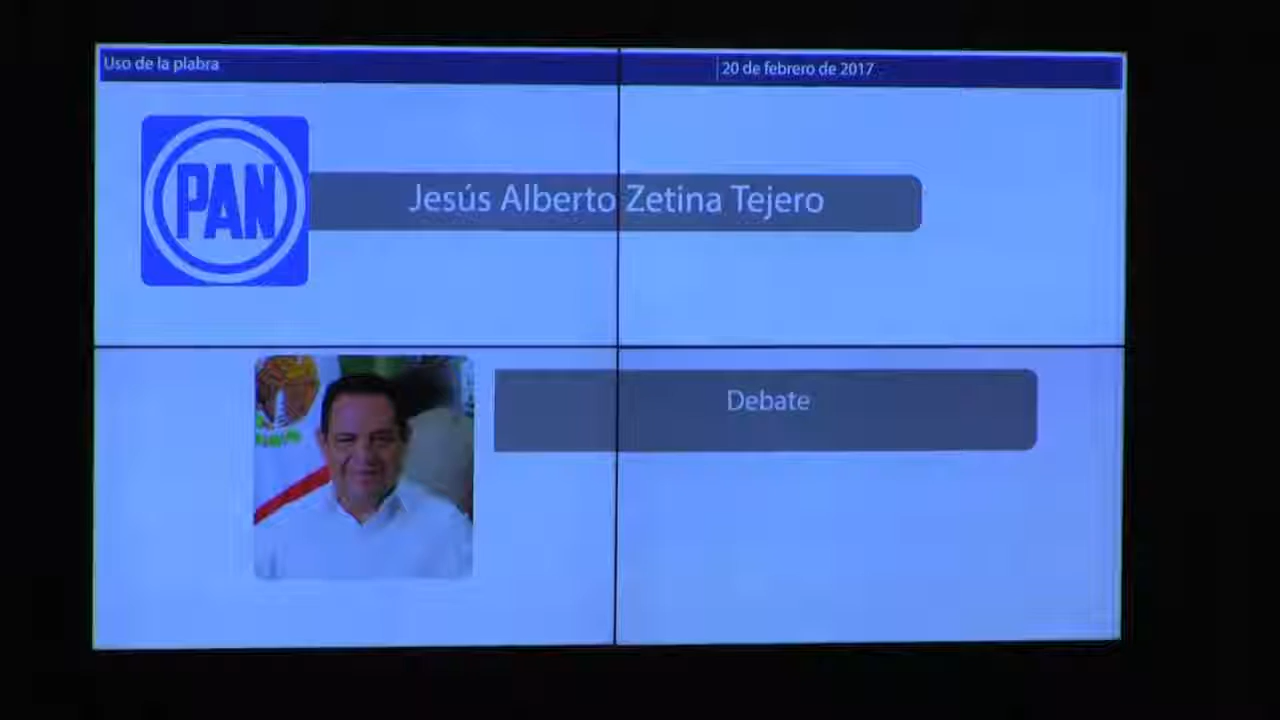 Uso de la plabra
20 de febrero de 2017
PAN
Jesús Alberto Zetina Tejero
Debate